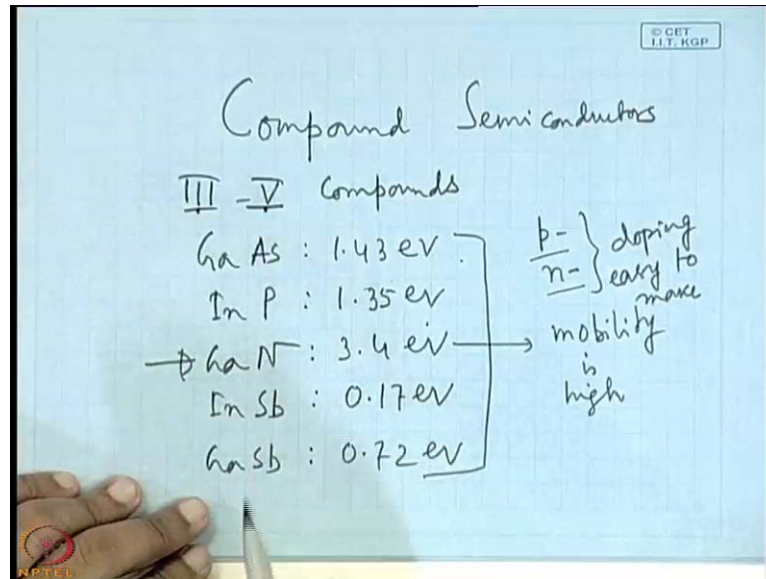 © CET
I.I.T. KGP
Compound Semiconductors
III - V Compounds
GaAs : 1.43 eV
InP : 1.35 eV
GaN : 3.4 eV
InSb : 0.17 eV
GaSb : 0.72 eV
p- } doping
n- } easy to
make
mobility
is
high
NPTEL